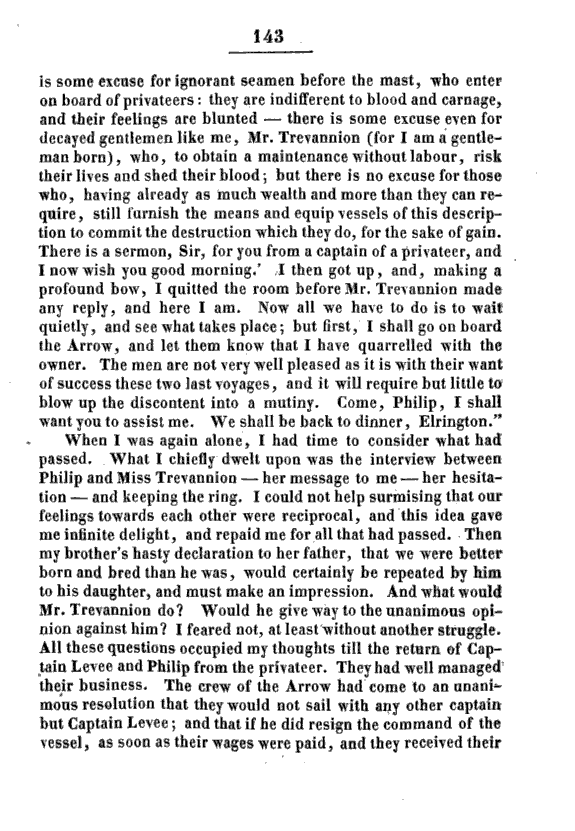 143
is some excuse for ignorant seamen before the mast, who enter
on board of privateers: they are indifferent to blood and carnage,
and their feelings are blunted — there is some excuse even for
decayed gentlemen like me, Mr. Trevannion (for I am a gentle-
man born), who, to obtain a maintenance without labour, risk
their lives and shed their blood; but there is no excuse for those
who, having already as much wealth and more than they can re-
quire, still furnish the means and equip vessels of this descrip-
tion to commit the destruction which they do, for the sake of gain.
There is a sermon, Sir, for you from a captain of a privateer, and
I now wish you good morning.' I then got up, and, making a
profound bow, I quitted the room before Mr. Trevannion made
any reply, and here I am. Now all we have to do is to wait
quietly, and see what takes place; but first, I shall go on board
the Arrow, and let them know that I have quarrelled with the
owner. The men are not very well pleased as it is with their want
of success these two last voyages, and it will require but little to
blow up the discontent into a mutiny. Come, Philip, I shall
want you to assist me. We shall be back to dinner, Elrington."
When I was again alone, I had time to consider what had
passed. What I chiefly dwelt upon was the interview between
Philip and Miss Trevannion — her message to me — her hesita-
tion — and keeping the ring. I could not help surmising that our
feelings towards each other were reciprocal, and this idea gave
me infinite delight, and repaid me for all that had passed. Then
my brother's hasty declaration to her father, that we were better
born and bred than he was, would certainly be repeated by him
to his daughter, and must make an impression. And what would
Mr. Trevannion do? Would he give way to the unanimous opi-
nion against him? I feared not, at least without another struggle.
All these questions occupied my thoughts till the return of Cap-
tain Levee and Philip from the privateer. They had well managed
their business. The crew of the Arrow had come to an unani-
mous resolution that they would not sail with any other captain
but Captain Levee; and that if he did resign the command of the
vessel, as soon as their wages were paid, and they received their